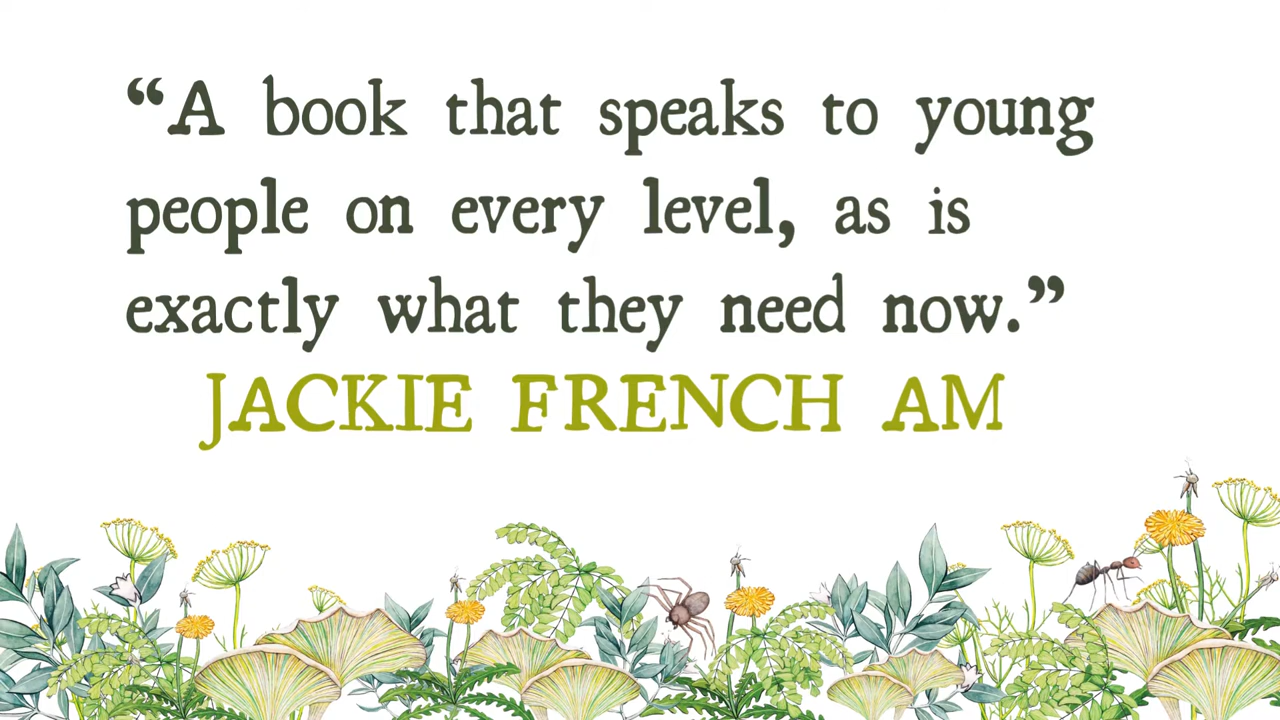 “A book that speaks to young
people on every level, as is
exactly what they need now.”
JACKIE FRENCH AM